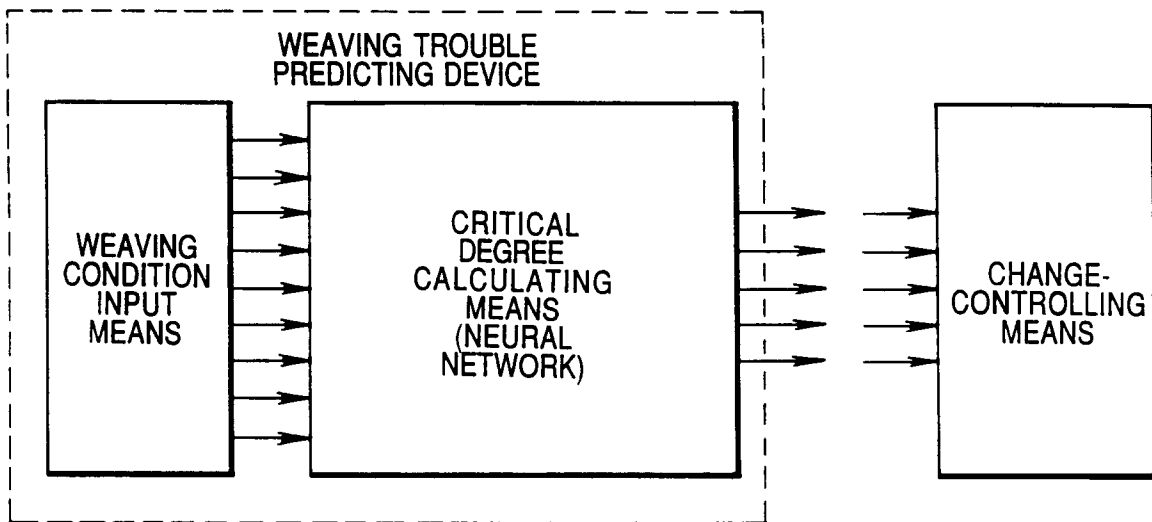 WEAVING TROUBLE
PREDICTING DEVICE
WEAVING
CONDITION
INPUT
MEANS
CRITICAL
DEGREE
CALCULATING
MEANS
(NEURAL
NETWORK)
CHANGE-
CONTROLLING
MEANS